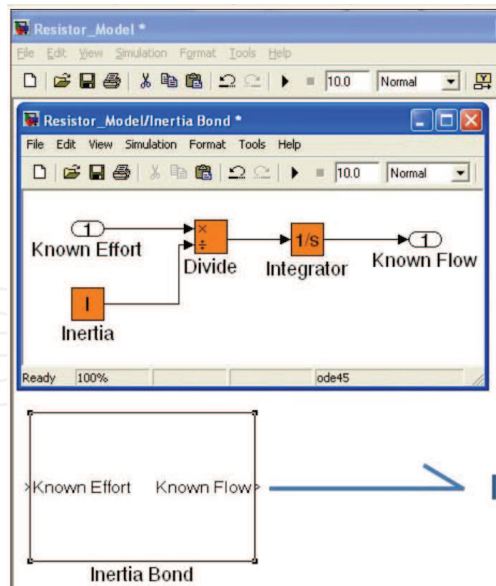 Resistor_Model *
File Edit View Simulation Format Tools Help
10.0 Normal
Resistor_Model/Inertia Bond *
File Edit View Simulation Format Tools Help
10.0 Normal
1
Known Effort
×
÷
Divide
1/s
Integrator
1
Known Flow
I
Inertia
Ready 100% ode45
Known Effort Known Flow
Inertia Bond